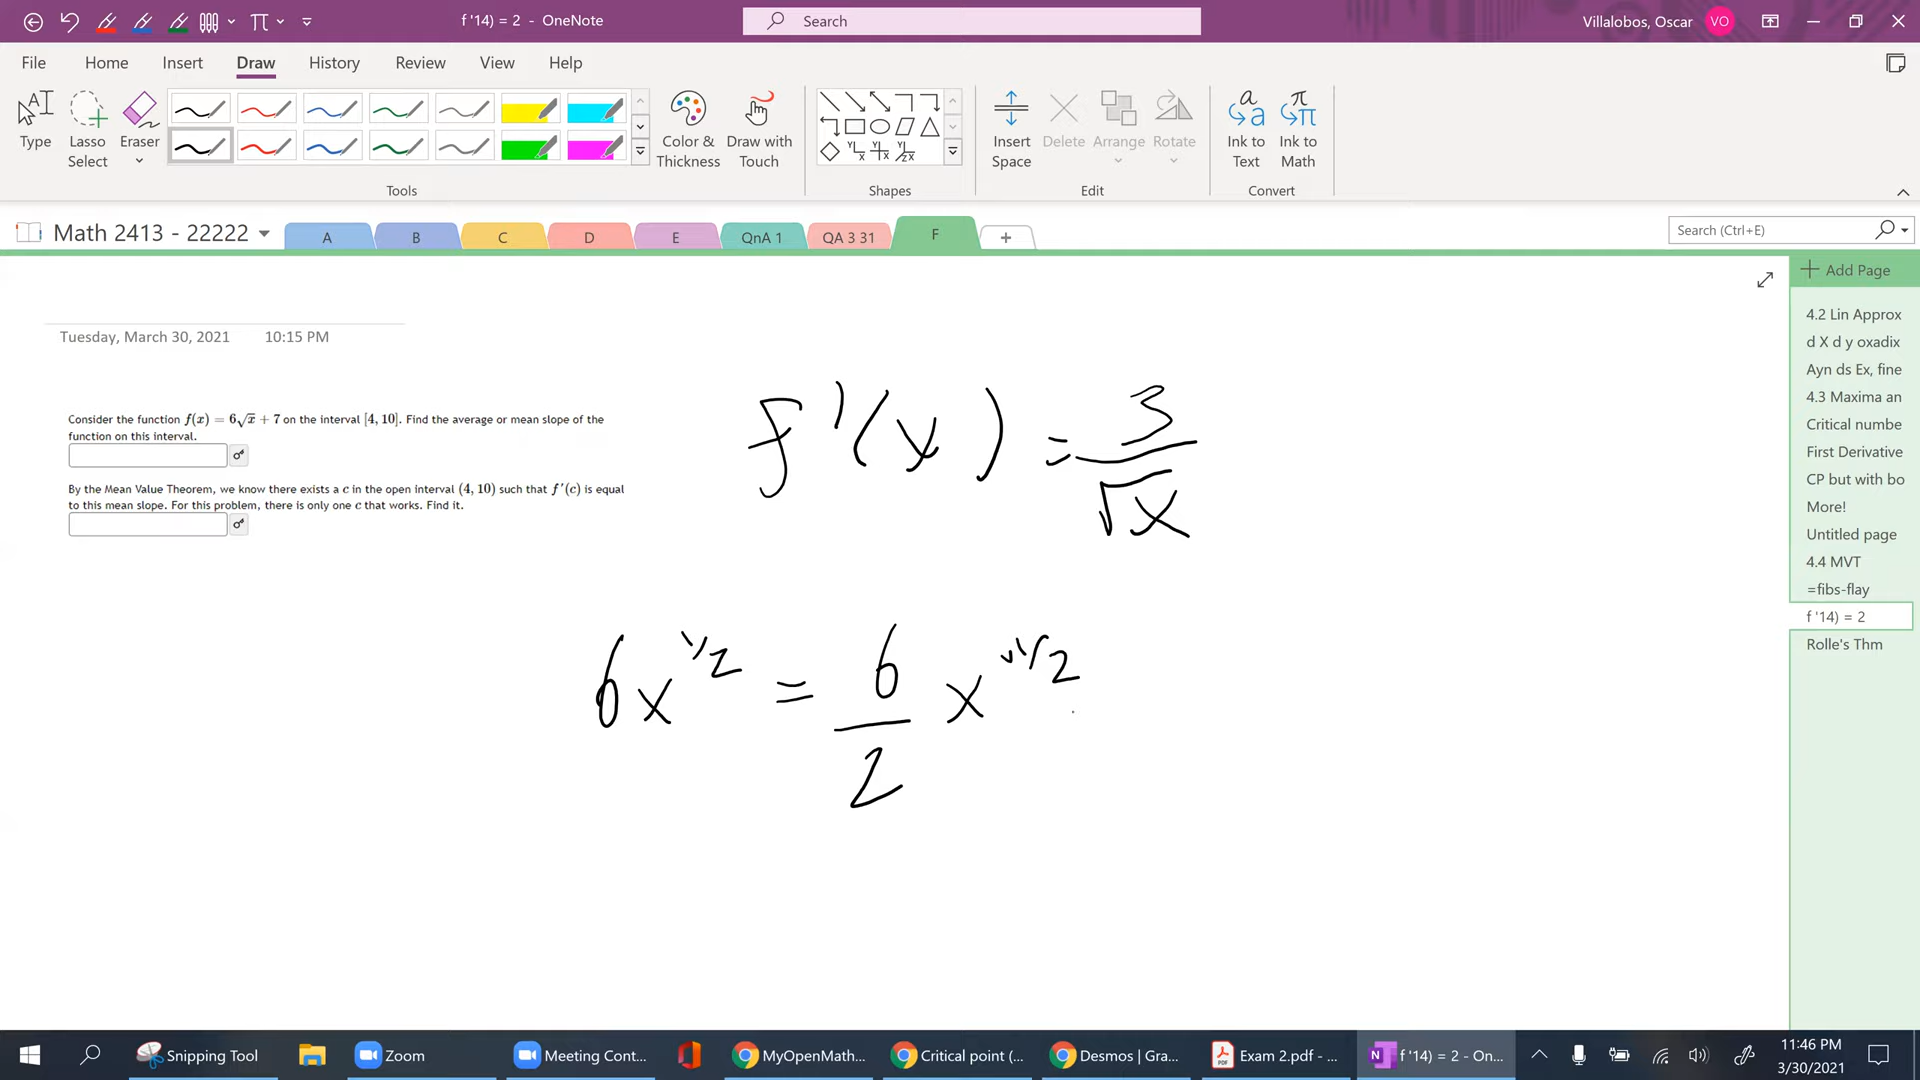 f '14) = 2 - OneNote
Search
Villalobos, Oscar
VO
File
Home
Insert
Draw
History
Review
View
Help
Type
Lasso Select
Eraser
Color & Thickness
Draw with Touch
Insert Space
Delete
Arrange
Rotate
Ink to Text
Ink to Math
Tools
Shapes
Edit
Convert
Math 2413 - 22222
A
B
C
D
E
QnA 1
QA 3 31
F
Search (Ctrl+E)
Add Page
4.2 Lin Approx
d X d y oxadix
Ayn ds Ex, fine
4.3 Maxima an
Critical numbe
First Derivative
CP but with bo
More!
Untitled page
4.4 MVT
=fibs-flay
f '14) = 2
Rolle's Thm
Tuesday, March 30, 2021 10:15 PM
Consider the function f(x) = 6√x + 7 on the interval [4, 10]. Find the average or mean slope of the
function on this interval.
By the Mean Value Theorem, we know there exists a c in the open interval (4, 10) such that f'(c) is equal
to this mean slope. For this problem, there is only one c that works. Find it.
f'(x) = 3/√x
6x^1/2 = 6/2 x
Snipping Tool
Zoom
Meeting Cont...
MyOpenMath...
Critical point (...
Desmos | Gra...
Exam 2.pdf - ...
f '14) = 2 - On...
11:46 PM
3/30/2021